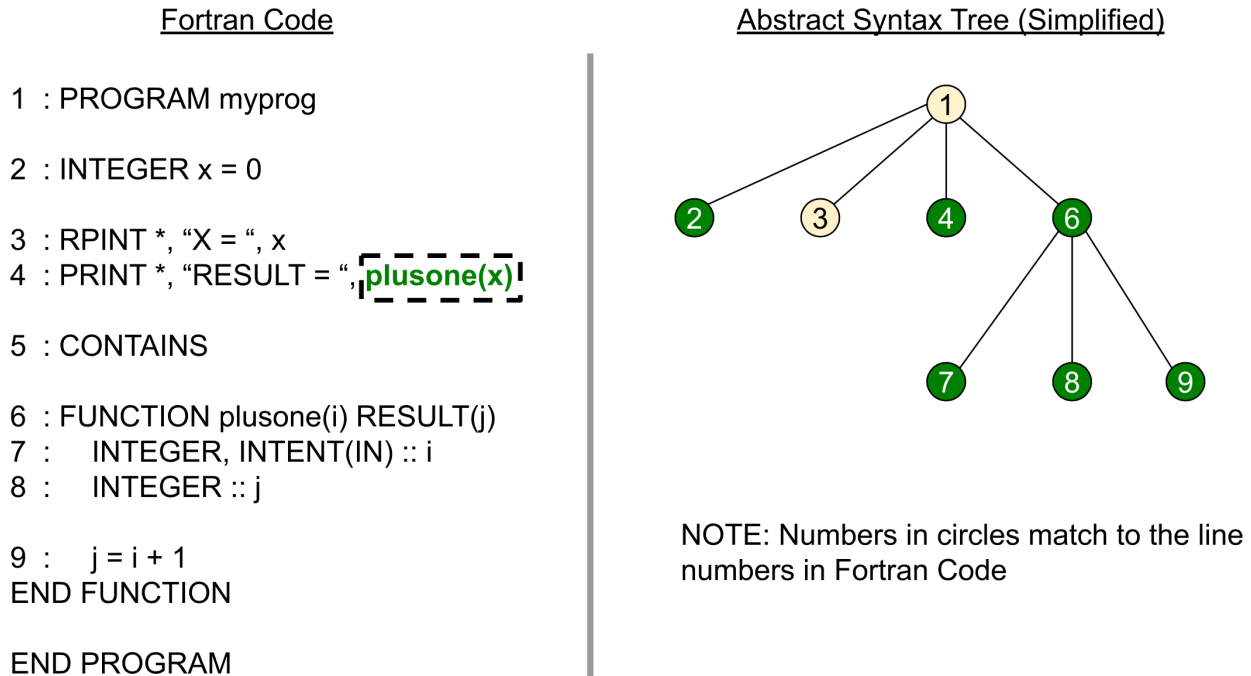 Fortran Code
1 : PROGRAM myprog
2 : INTEGER x = 0
3 : RPINT *, “X = “, x
4 : PRINT *, “RESULT = “, plusone(x)
5 : CONTAINS
6 : FUNCTION plusone(i) RESULT(j)
7 : INTEGER, INTENT(IN) :: i
8 : INTEGER :: j
9 : j = i + 1
END FUNCTION
END PROGRAM
Abstract Syntax Tree (Simplified)
1
2 3 4 6
7 8 9
NOTE: Numbers in circles match to the line
numbers in Fortran Code